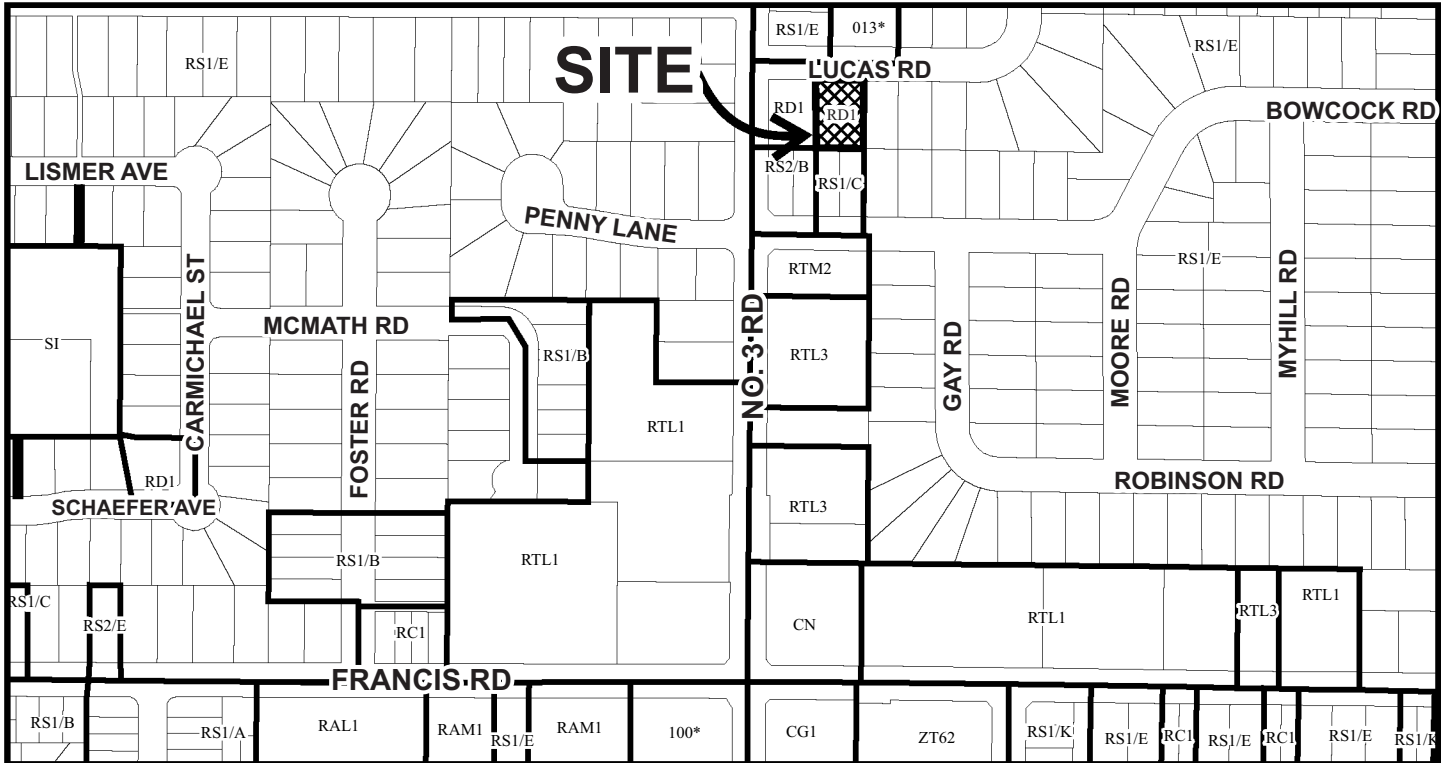 RS1/E
013*
RS1/E
RS1/E
SITE
LUCAS RD
RD1
RD1
BOWCOCK RD
LISMER AVE
RS2/B
RS1/C
PENNY LANE
RTM2
RS1/E
CARMICHAEL ST
NO. 3 RD
MOORE RD
MYHILL RD
MCMATH RD
SI
RS1/B
RTL3
GAY RD
FOSTER RD
RTL1
RD1
SCHAEFER AVE
ROBINSON RD
RTL3
RS1/B
RTL1
RS1/C
RS2/E
RC1
CN
RTL1
RTL3
RTL1
FRANCIS RD
RS1/B
RS1/A
RAL1
RAM1
RS1/E
RAM1
100*
CG1
ZT62
RS1/K
RS1/E
RC1
RS1/E
RC1
RS1/E
RS1/K